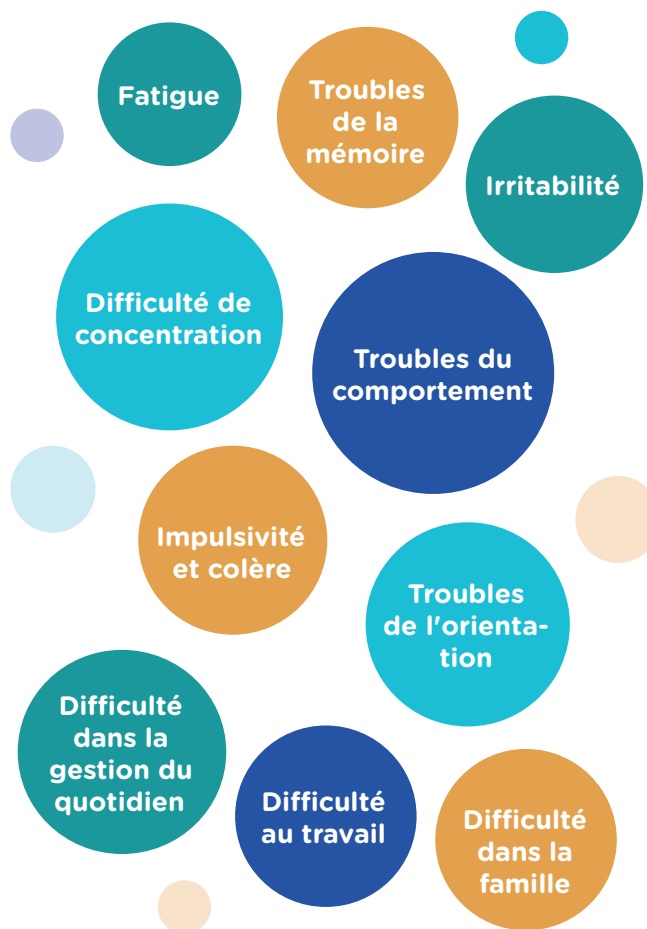 Fatigue
Troubles
de la
mémoire
Irritabilité
Difficulté de
concentration
Troubles du
comportement
Impulsivité
et colère
Troubles
de l'orienta-
tion
Difficulté
dans la
gestion du
quotidien
Difficulté
au travail
Difficulté
dans la
famille